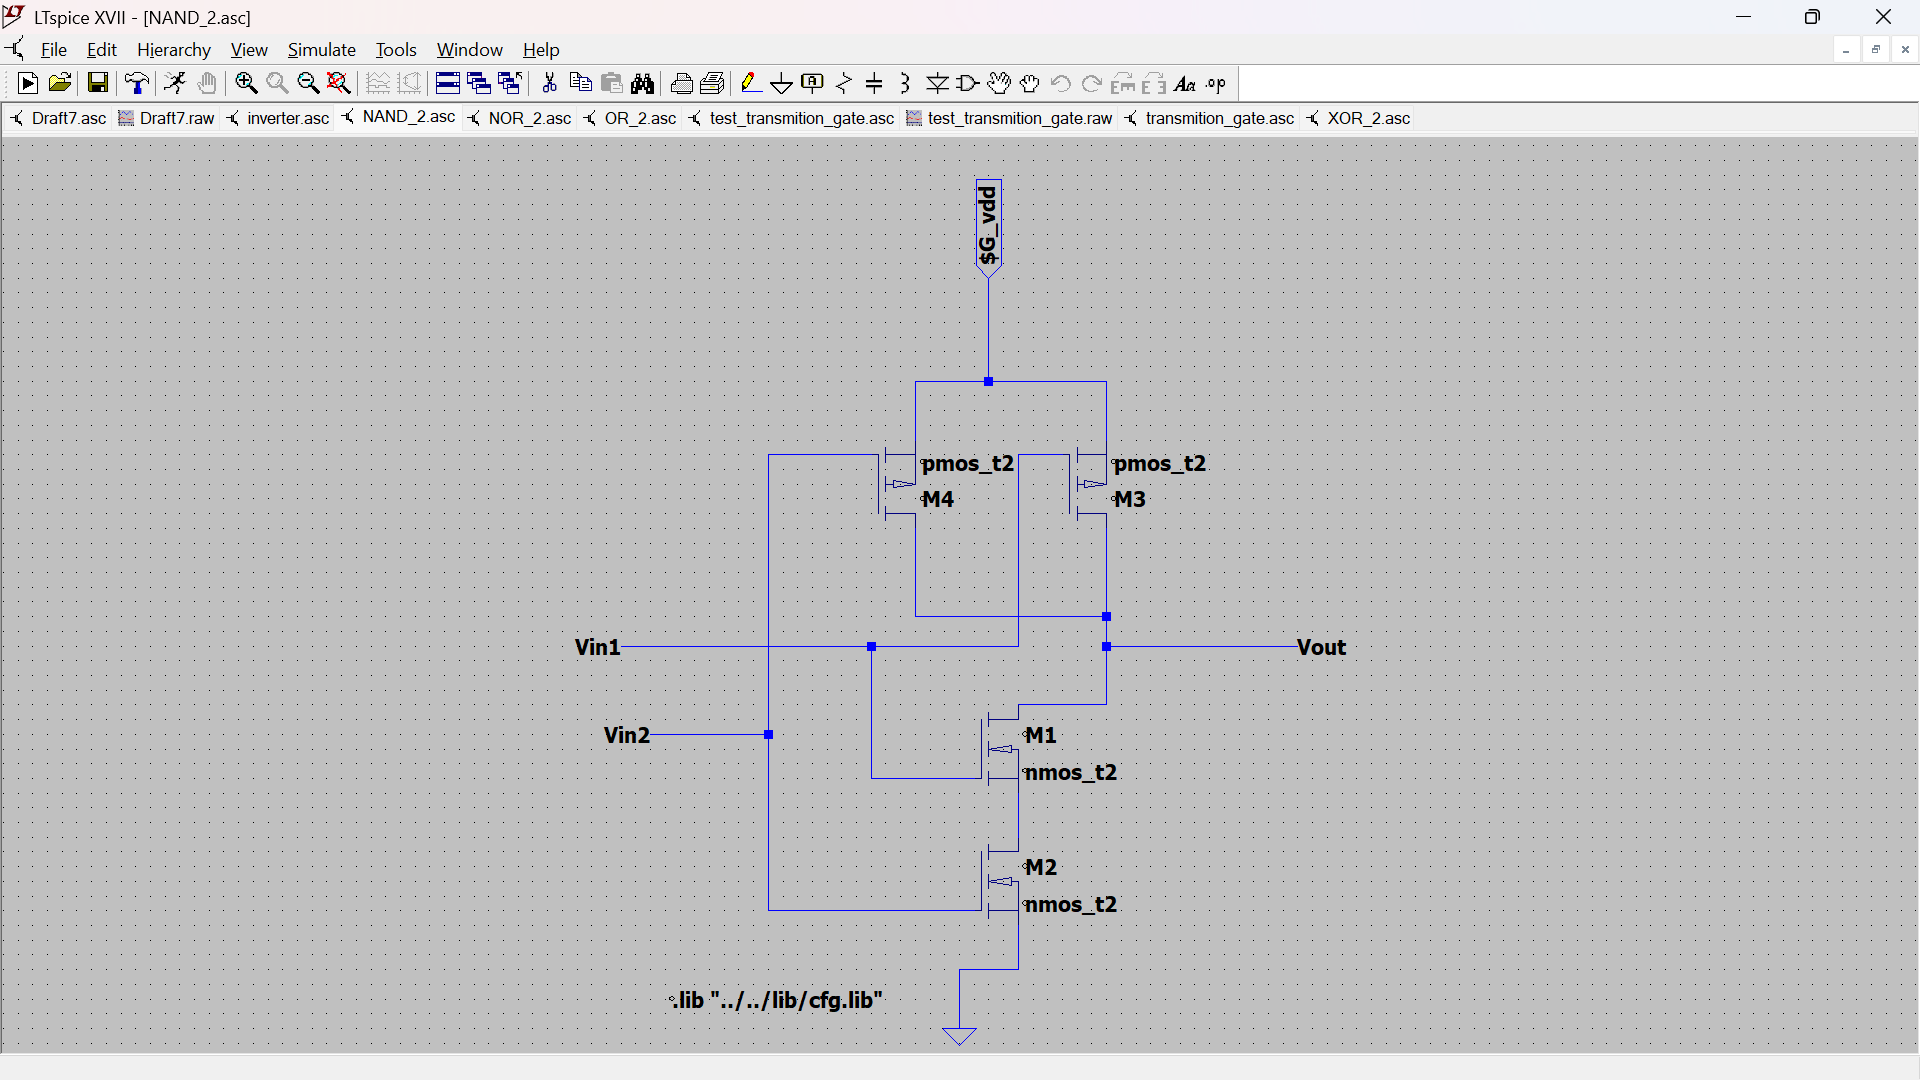 LTspice XVII - [NAND_2.asc]
File Edit Hierarchy View Simulate Tools Window Help
Draft7.asc Draft7.raw inverter.asc NAND_2.asc NOR_2.asc OR_2.asc test_transmition_gate.asc test_transmition_gate.raw transmition_gate.asc XOR_2.asc
$G_vdd
pmos_t2
M4
pmos_t2
M3
Vin1
Vout
Vin2
M1
nmos_t2
M2
nmos_t2
.lib "../../lib/cfg.lib"